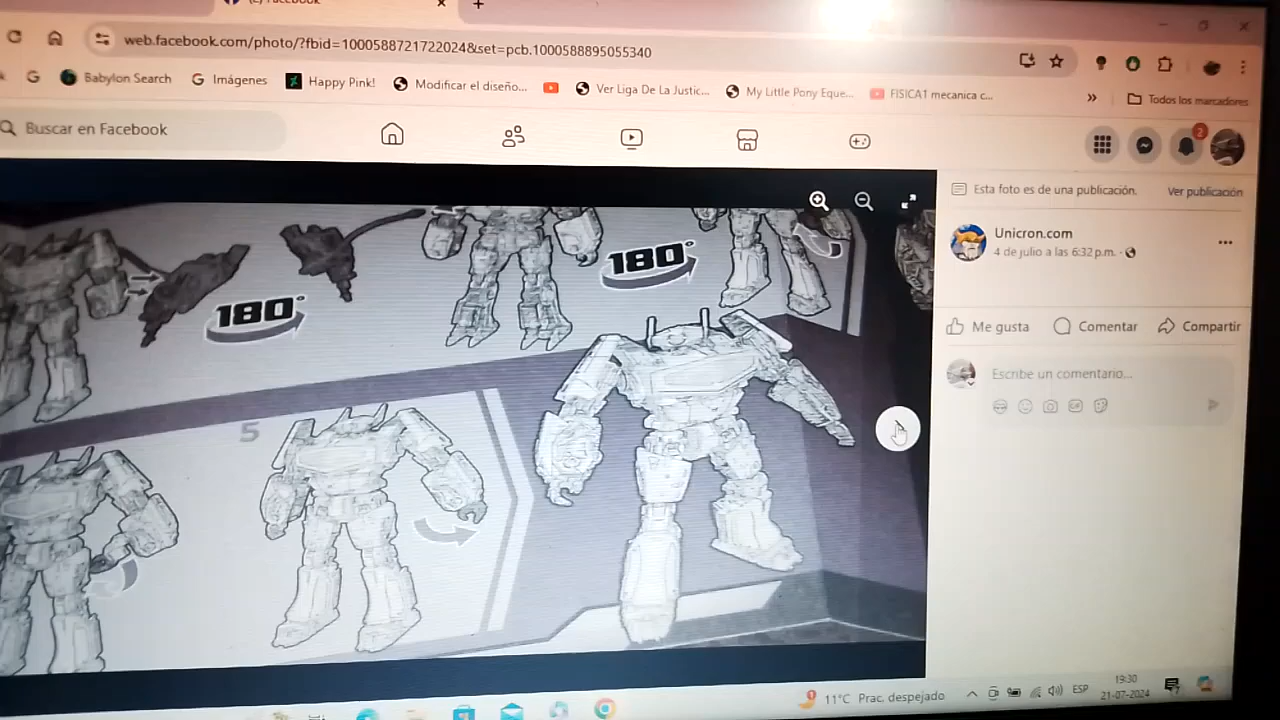 web.facebook.com/photo/?fbid=1000588721722024&set=pcb.1000588895055340
G Babylon Search G Imágenes Happy Pink! Modificar el diseño... Ver Liga De La Justic... My Little Pony Eque... FISICA1 mecanica c... » Todos los marcadores
Buscar en Facebook
2
Esta foto es de una publicación. Ver publicación
Unicron.com
4 de julio a las 6:32 p.m.
Me gusta Comentar Compartir
Escribe un comentario...
180°
180°
5
11°C Prac. despejado ESP 19:30
21-07-2024